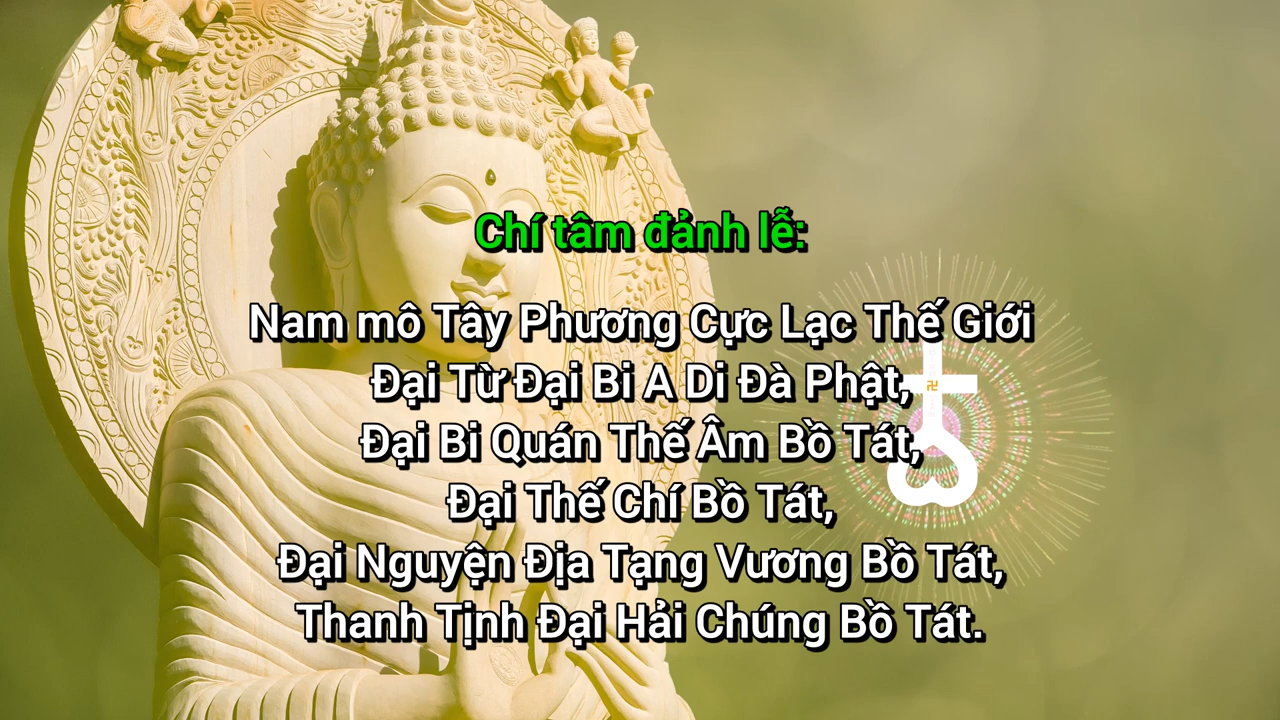 Chí tâm đảnh lễ:
Nam mô Tây Phương Cực Lạc Thế Giới
Đại Từ Đại Bi A Di Đà Phật,
Đại Bi Quán Thế Âm Bồ Tát,
Đại Thế Chí Bồ Tát,
Đại Nguyện Địa Tạng Vương Bồ Tát,
Thanh Tịnh Đại Hải Chúng Bồ Tát.